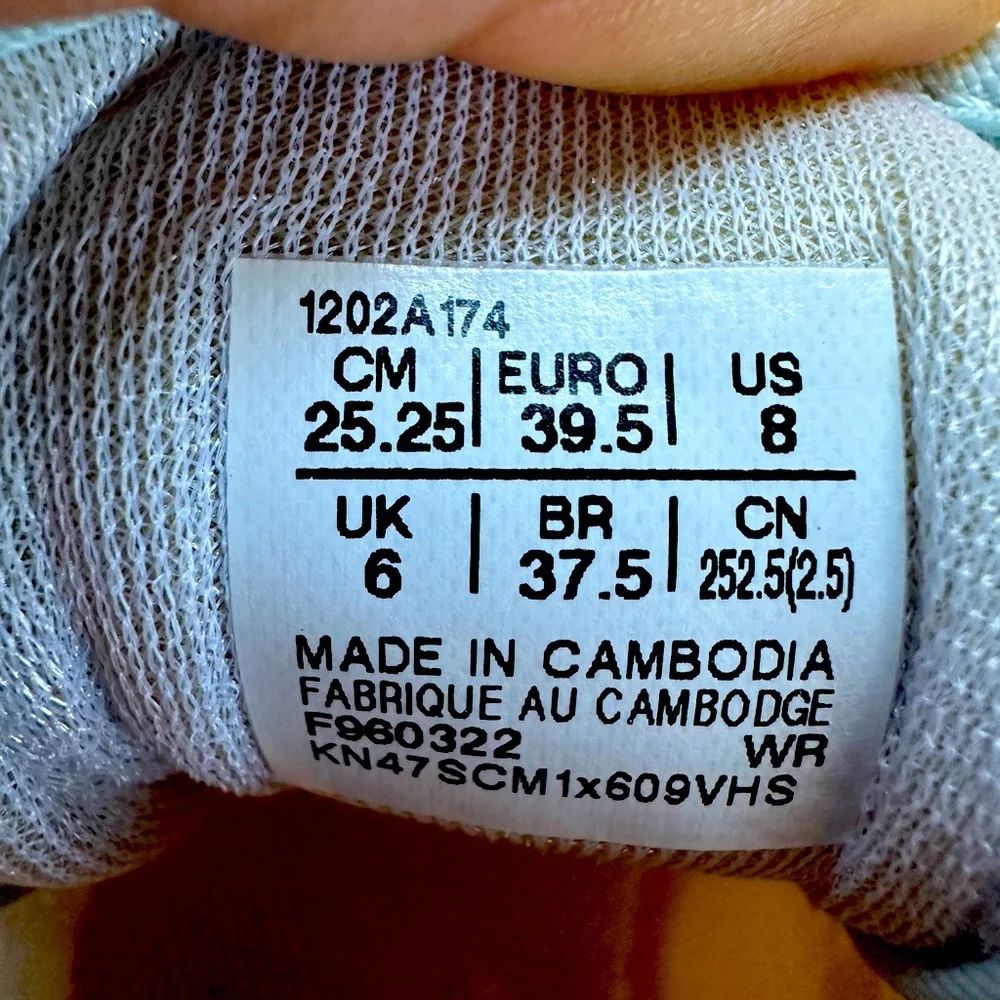 1202A174
CM | EURO | US
25.25 | 39.5 | 8
UK | BR | CN
6 | 37.5 | 252.5(2.5)
MADE IN CAMBODIA
FABRIQUE AU CAMBODGE
F960322 WR
KN47SCM1x609VHS